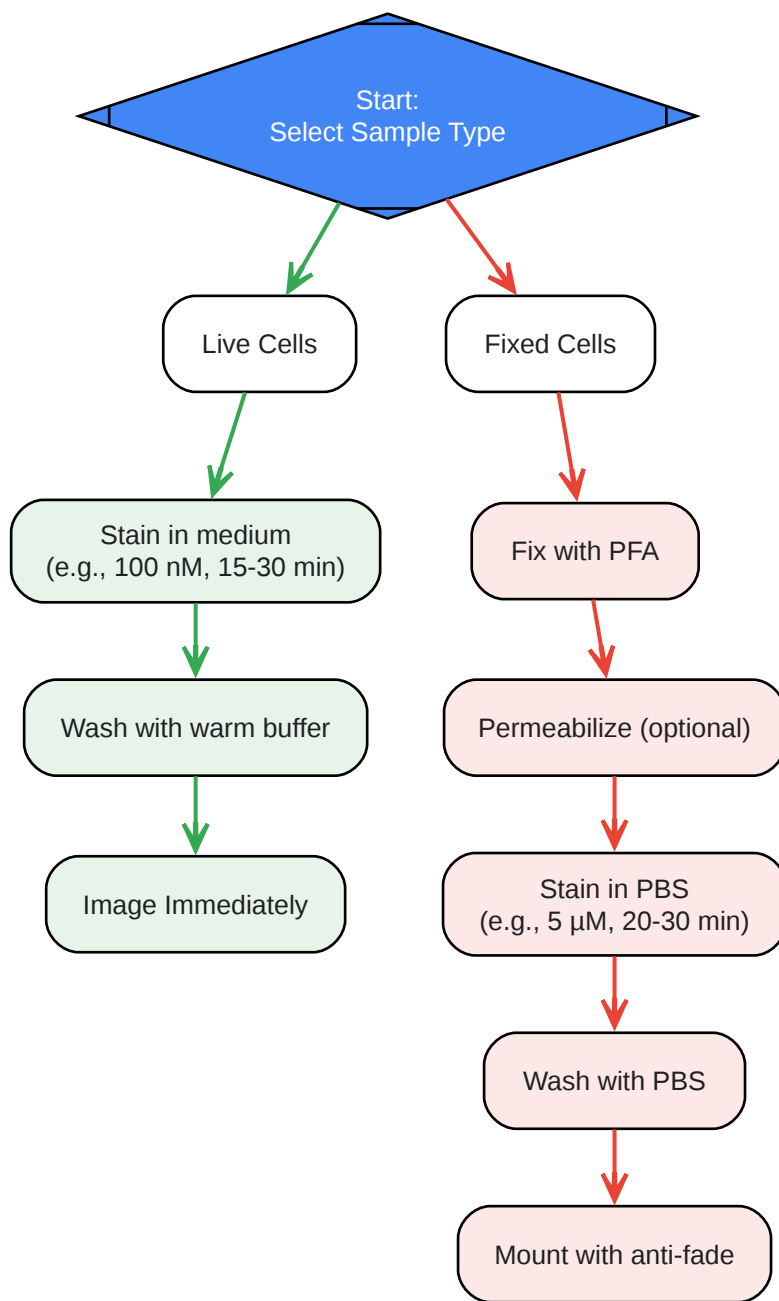 Start:
Select Sample Type
Live Cells
Fixed Cells
Stain in medium
(e.g., 100 nM, 15-30 min)
Fix with PFA
Wash with warm buffer
Permeabilize (optional)
Image Immediately
Stain in PBS
(e.g., 5 µM, 20-30 min)
Wash with PBS
Mount with anti-fade